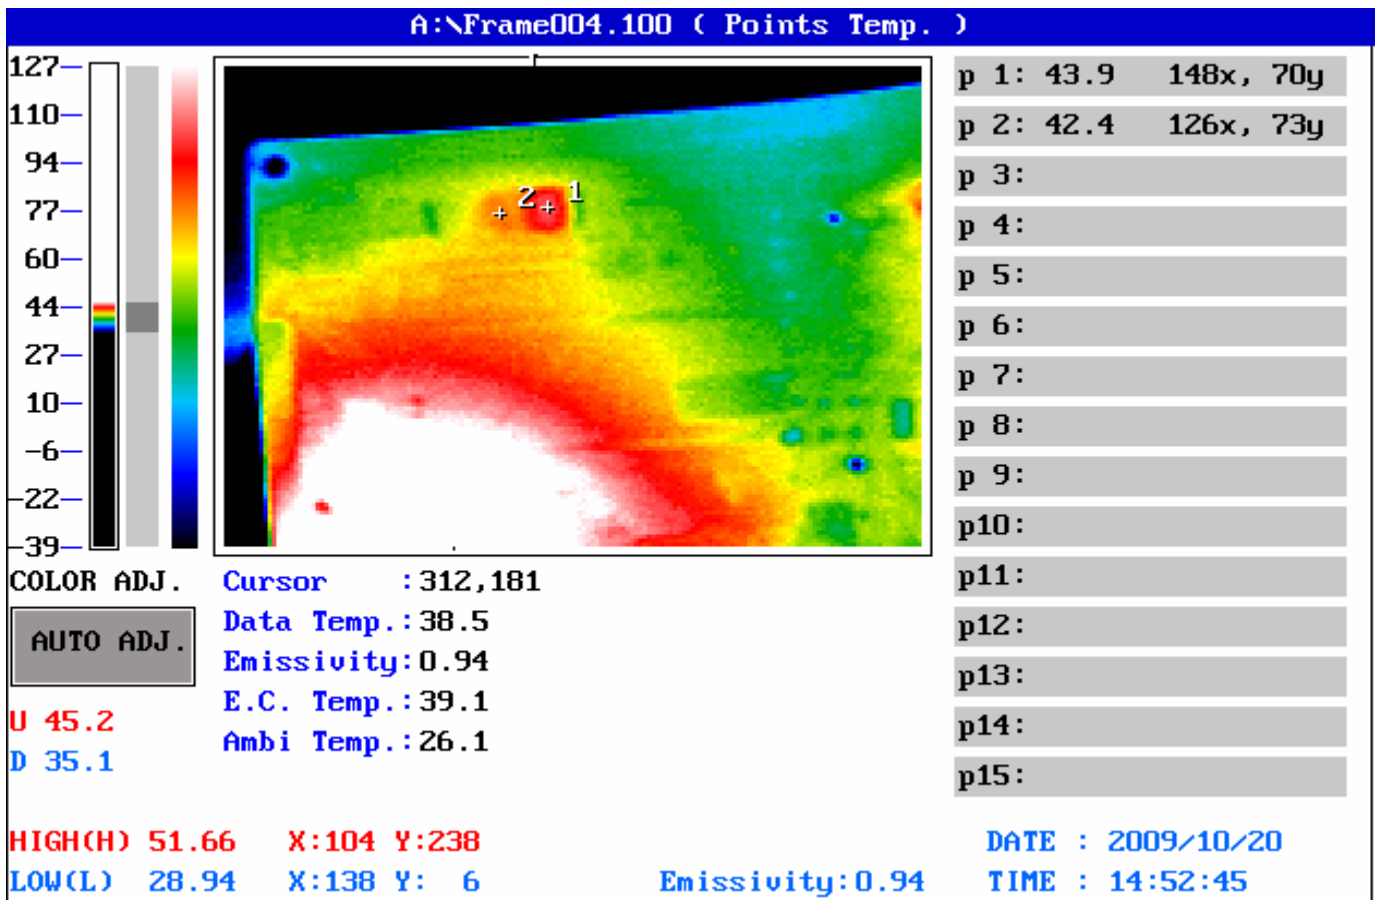 A:\Frame004.100 ( Points Temp. )
127
110
94
77
60
44
27
10
-6
-22
-39
2 1
COLOR ADJ.
AUTO ADJ.
U 45.2
D 35.1
Cursor :312,181
Data Temp.:38.5
Emissivity:0.94
E.C. Temp.:39.1
Ambi Temp.:26.1
p 1: 43.9 148x, 70y
p 2: 42.4 126x, 73y
p 3:
p 4:
p 5:
p 6:
p 7:
p 8:
p 9:
p10:
p11:
p12:
p13:
p14:
p15:
HIGH(H) 51.66 X:104 Y:238
LOW(L) 28.94 X:138 Y: 6
Emissivity:0.94
DATE : 2009/10/20
TIME : 14:52:45